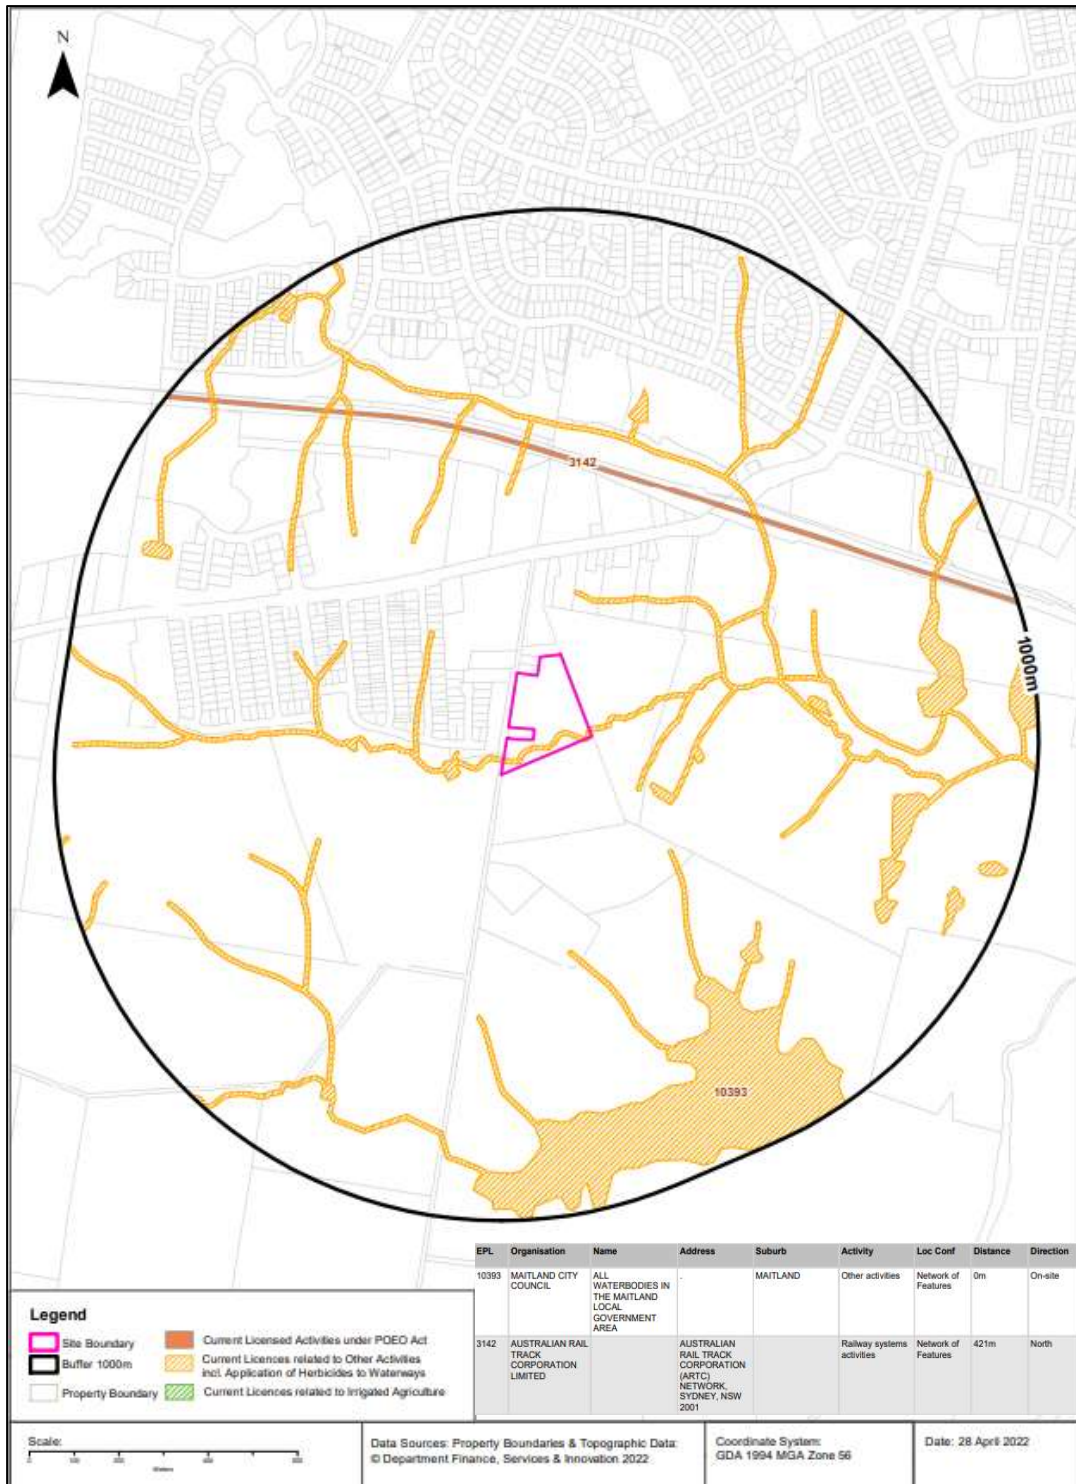 N
3142
1000m
10393
EPL Organisation Name Address Suburb Activity Loc Conf Distance Direction
10393 MAITLAND CITY COUNCIL ALL WATERBODIES IN THE MAITLAND LOCAL GOVERNMENT AREA . MAITLAND Other activities Network of Features 0m On-site
3142 AUSTRALIAN RAIL TRACK CORPORATION LIMITED AUSTRALIAN RAIL TRACK CORPORATION (ARTC) NETWORK, SYDNEY, NSW 2001 Railway systems activities Network of Features 421m North
Legend
Site Boundary
Buffer 1000m
Property Boundary
Current Licensed Activities under POEO Act
Current Licences related to Other Activities
incl. Application of Herbicides to Waterways
Current Licences related to Irrigated Agriculture
Scale:
0
Meters
Data Sources: Property Boundaries & Topographic Data:
© Department Finance, Services & Innovation 2022
Coordinate System:
GDA 1994 MGA Zone 56
Date: 28 April 2022